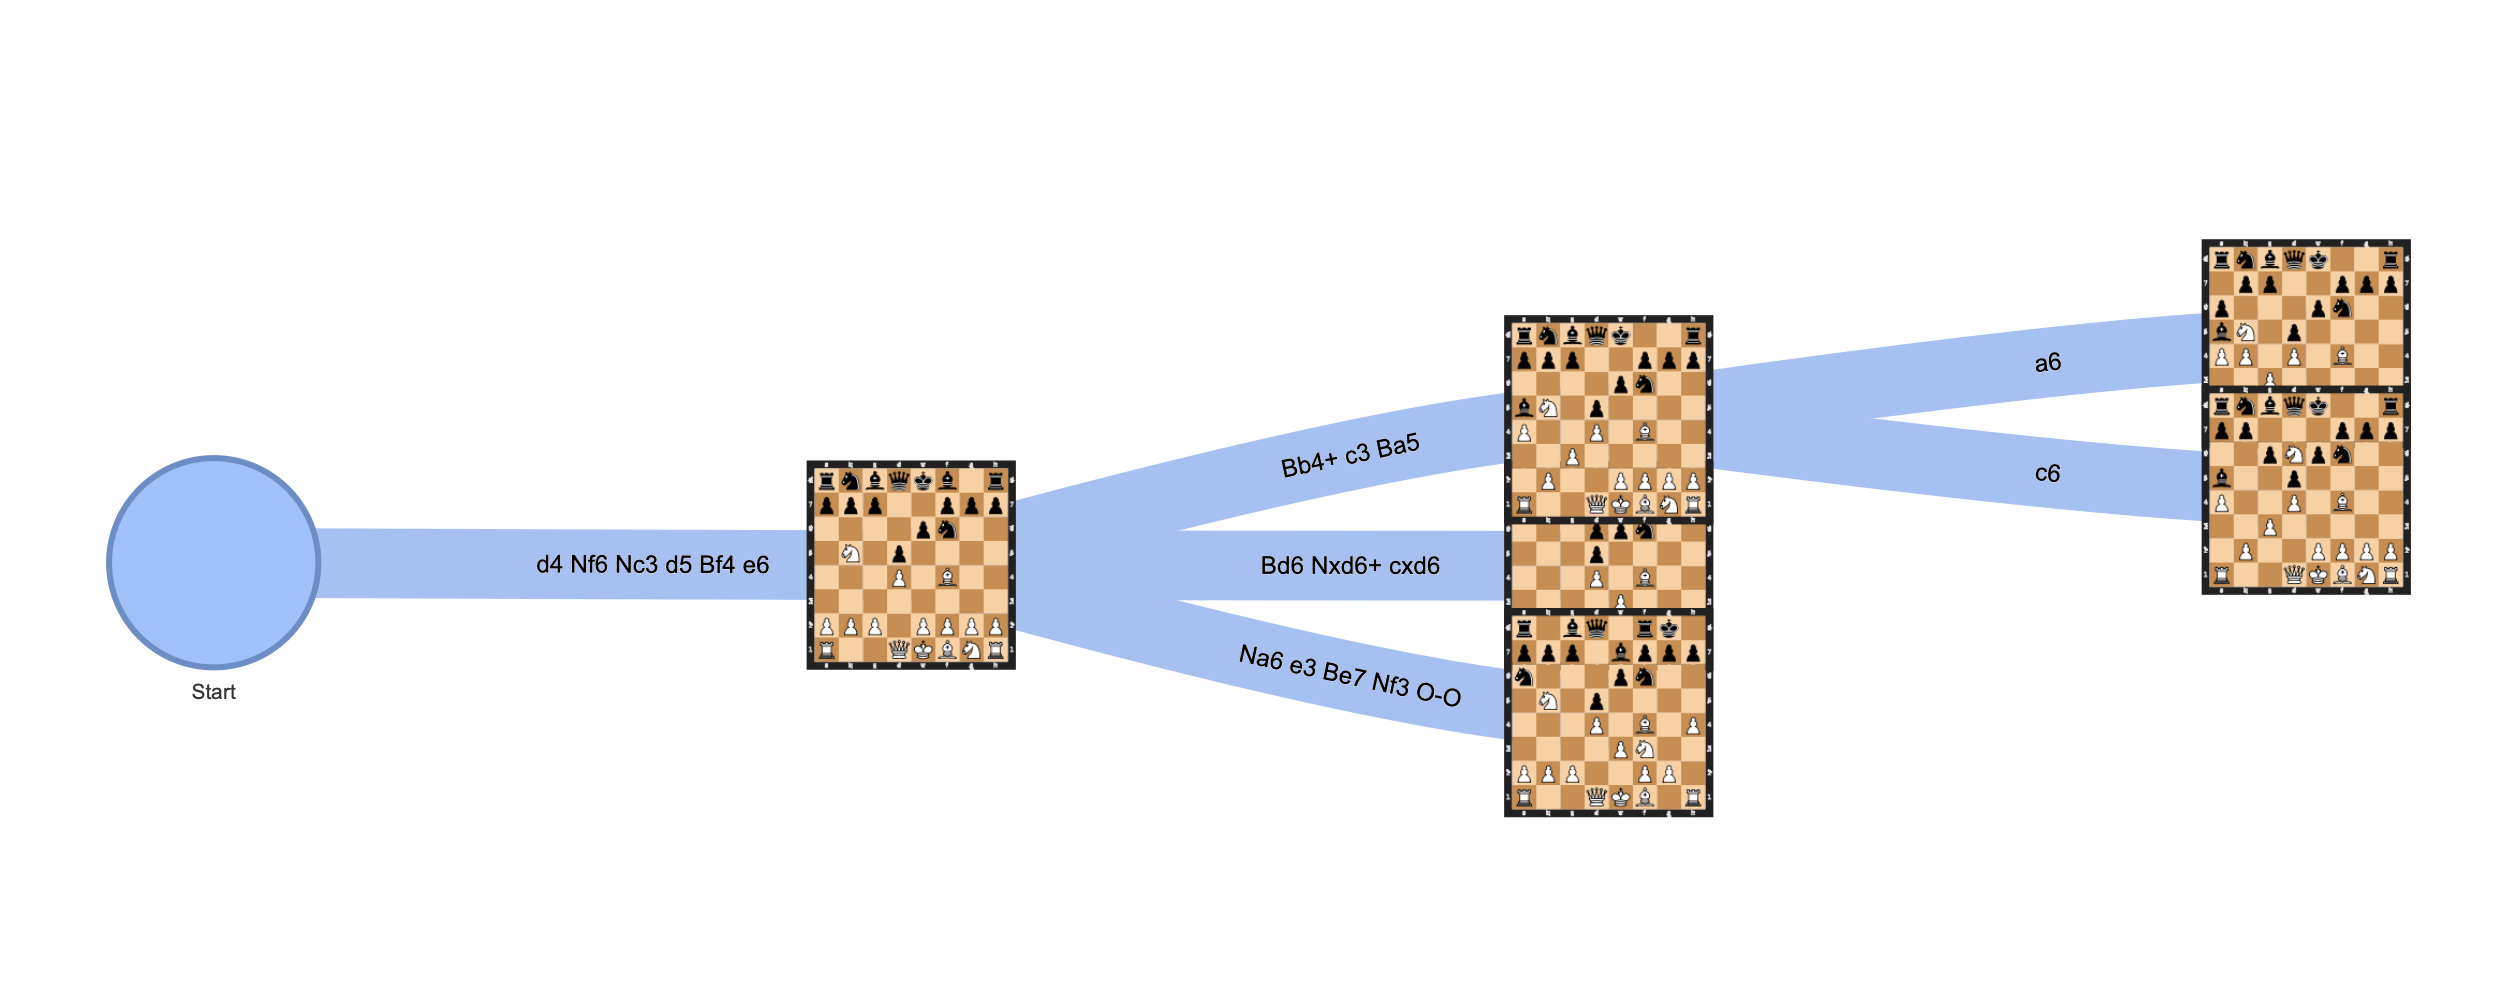 Start
d4 Nf6 Nc3 d5 Bf4 e6
Bb4+ c3 Ba5
Bd6 Nxd6+ cxd6
Na6 e3 Be7 Nf3 O-O
a6
c6